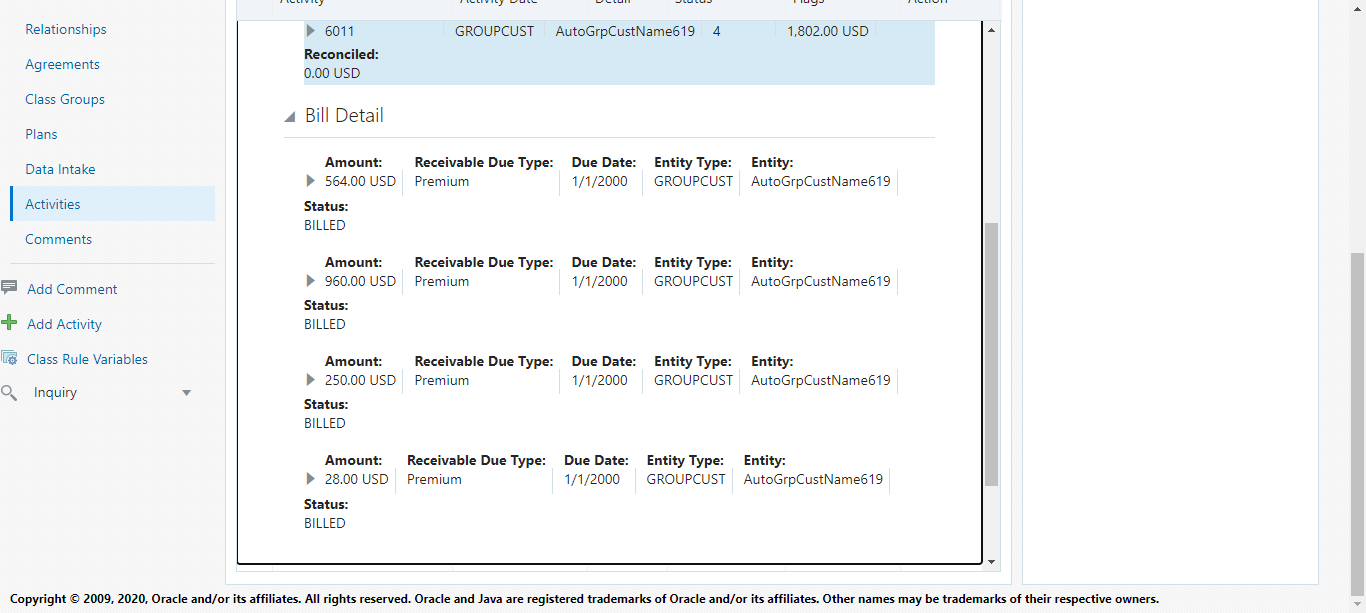 Activity Activity Date Detail Status Flags Action
Relationships
Agreements
Class Groups
Plans
Data Intake
Activities
Comments
Add Comment
Add Activity
Class Rule Variables
Inquiry
6011 GROUPCUST AutoGrpCustName619 4 1,802.00 USD
Reconciled:
0.00 USD
Bill Detail
Amount: Receivable Due Type: Due Date: Entity Type: Entity:
564.00 USD Premium 1/1/2000 GROUPCUST AutoGrpCustName619
Status:
BILLED
Amount: Receivable Due Type: Due Date: Entity Type: Entity:
960.00 USD Premium 1/1/2000 GROUPCUST AutoGrpCustName619
Status:
BILLED
Amount: Receivable Due Type: Due Date: Entity Type: Entity:
250.00 USD Premium 1/1/2000 GROUPCUST AutoGrpCustName619
Status:
BILLED
Amount: Receivable Due Type: Due Date: Entity Type: Entity:
28.00 USD Premium 1/1/2000 GROUPCUST AutoGrpCustName619
Status:
BILLED
Copyright © 2009, 2020, Oracle and/or its affiliates. All rights reserved. Oracle and Java are registered trademarks of Oracle and/or its affiliates. Other names may be trademarks of their respective owners.